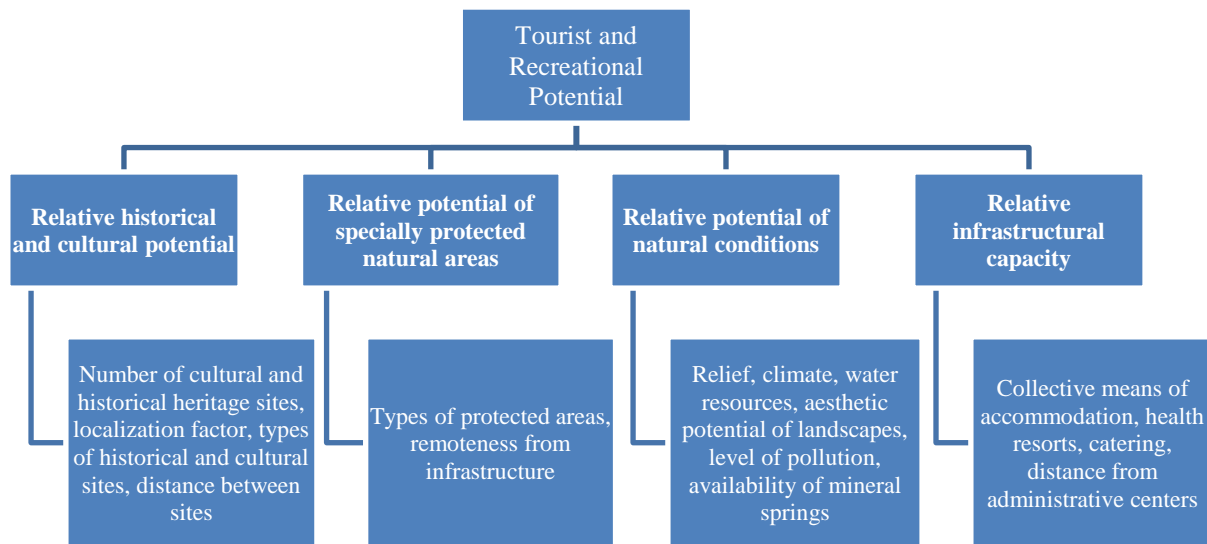 Tourist and
Recreational
Potential
Relative historical
and cultural potential
Relative potential of
specially protected
natural areas
Relative potential of
natural conditions
Relative
infrastructural
capacity
Number of cultural and
historical heritage sites,
localization factor, types
of historical and cultural
sites, distance between
sites
Types of protected areas,
remoteness from
infrastructure
Relief, climate, water
resources, aesthetic
potential of landscapes,
level of pollution,
availability of mineral
springs
Collective means of
accommodation, health
resorts, catering,
distance from
administrative centers